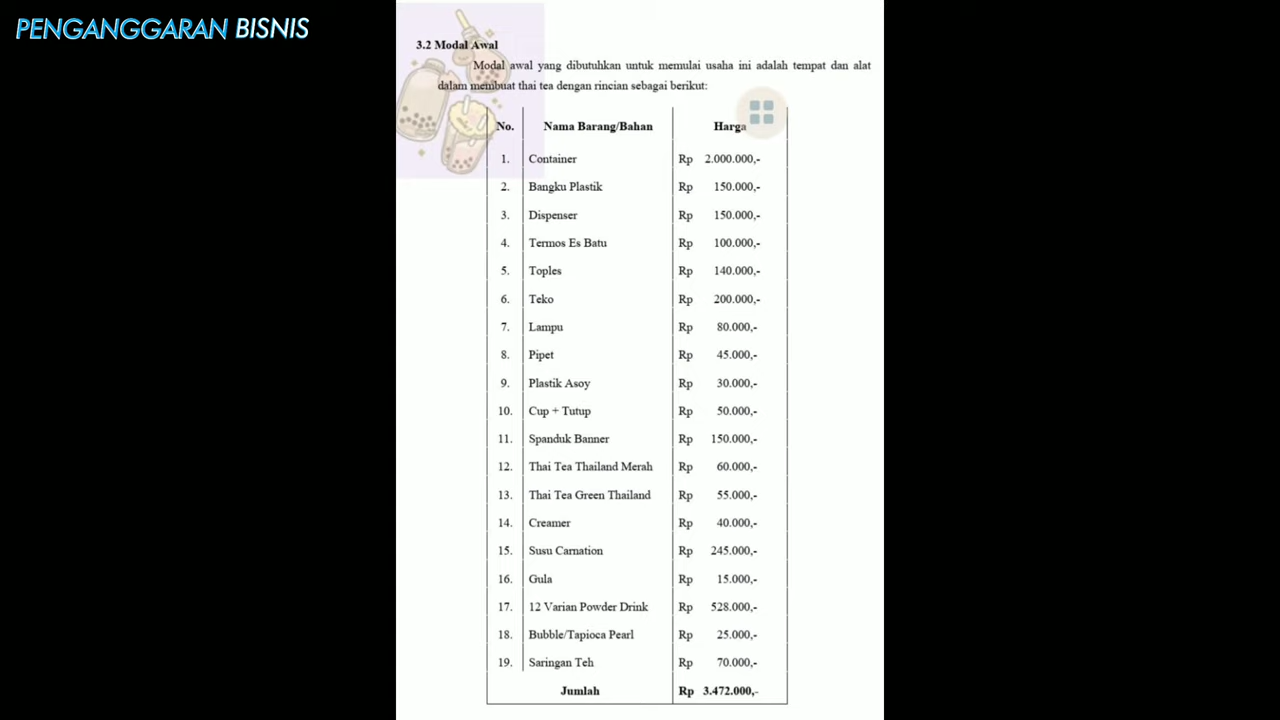 PENGANGGARAN BISNIS
3.2 Modal Awal
Modal awal yang dibutuhkan untuk memulai usaha ini adalah tempat dan alat
dalam membuat thai tea dengan rincian sebagai berikut:
No. Nama Barang/Bahan Harga
1. Container Rp 2.000.000,-
2. Bangku Plastik Rp 150.000,-
3. Dispenser Rp 150.000,-
4. Termos Es Batu Rp 100.000,-
5. Toples Rp 140.000,-
6. Teko Rp 200.000,-
7. Lampu Rp 80.000,-
8. Pipet Rp 45.000,-
9. Plastik Asoy Rp 30.000,-
10. Cup + Tutup Rp 50.000,-
11. Spanduk Banner Rp 150.000,-
12. Thai Tea Thailand Merah Rp 60.000,-
13. Thai Tea Green Thailand Rp 55.000,-
14. Creamer Rp 40.000,-
15. Susu Carnation Rp 245.000,-
16. Gula Rp 15.000,-
17. 12 Varian Powder Drink Rp 528.000,-
18. Bubble/Tapioca Pearl Rp 25.000,-
19. Saringan Teh Rp 70.000,-
Jumlah Rp 3.472.000,-